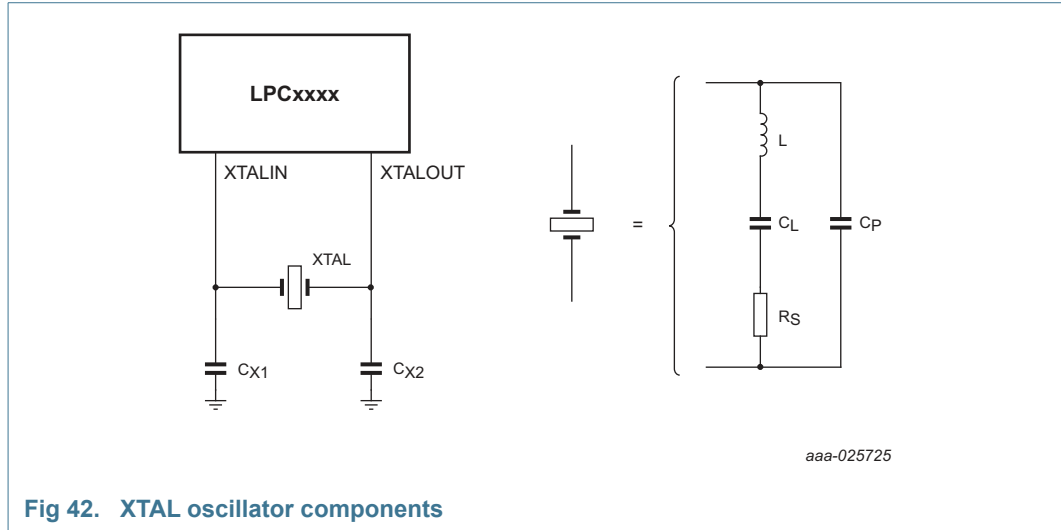 LPCxxxx
XTALIN
XTALOUT
XTAL
CX1
CX2
=
L
CL
CP
RS
aaa-025725
Fig 42. XTAL oscillator components